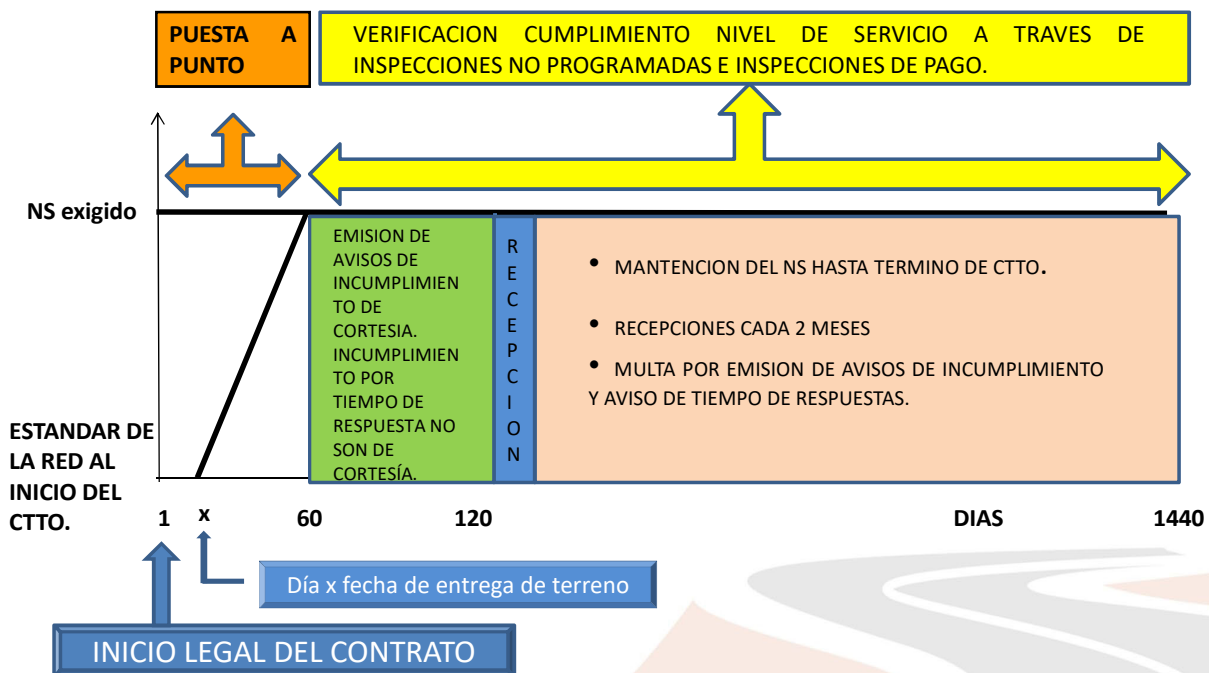 PUESTA A
PUNTO
VERIFICACION CUMPLIMIENTO NIVEL DE SERVICIO A TRAVES DE
INSPECCIONES NO PROGRAMADAS E INSPECCIONES DE PAGO.
NS exigido
EMISION DE
AVISOS DE
INCUMPLIMIEN
TO DE
CORTESIA.
INCUMPLIMIEN
TO POR
TIEMPO DE
RESPUESTA NO
SON DE
CORTESÍA.
R
E
C
E
P
C
I
O
N
• MANTENCION DEL NS HASTA TERMINO DE CTTO.
• RECEPCIONES CADA 2 MESES
• MULTA POR EMISION DE AVISOS DE INCUMPLIMIENTO
Y AVISO DE TIEMPO DE RESPUESTAS.
ESTANDAR DE
LA RED AL
INICIO DEL
CTTO.
1 x 60 120 DIAS 1440
Día x fecha de entrega de terreno
INICIO LEGAL DEL CONTRATO